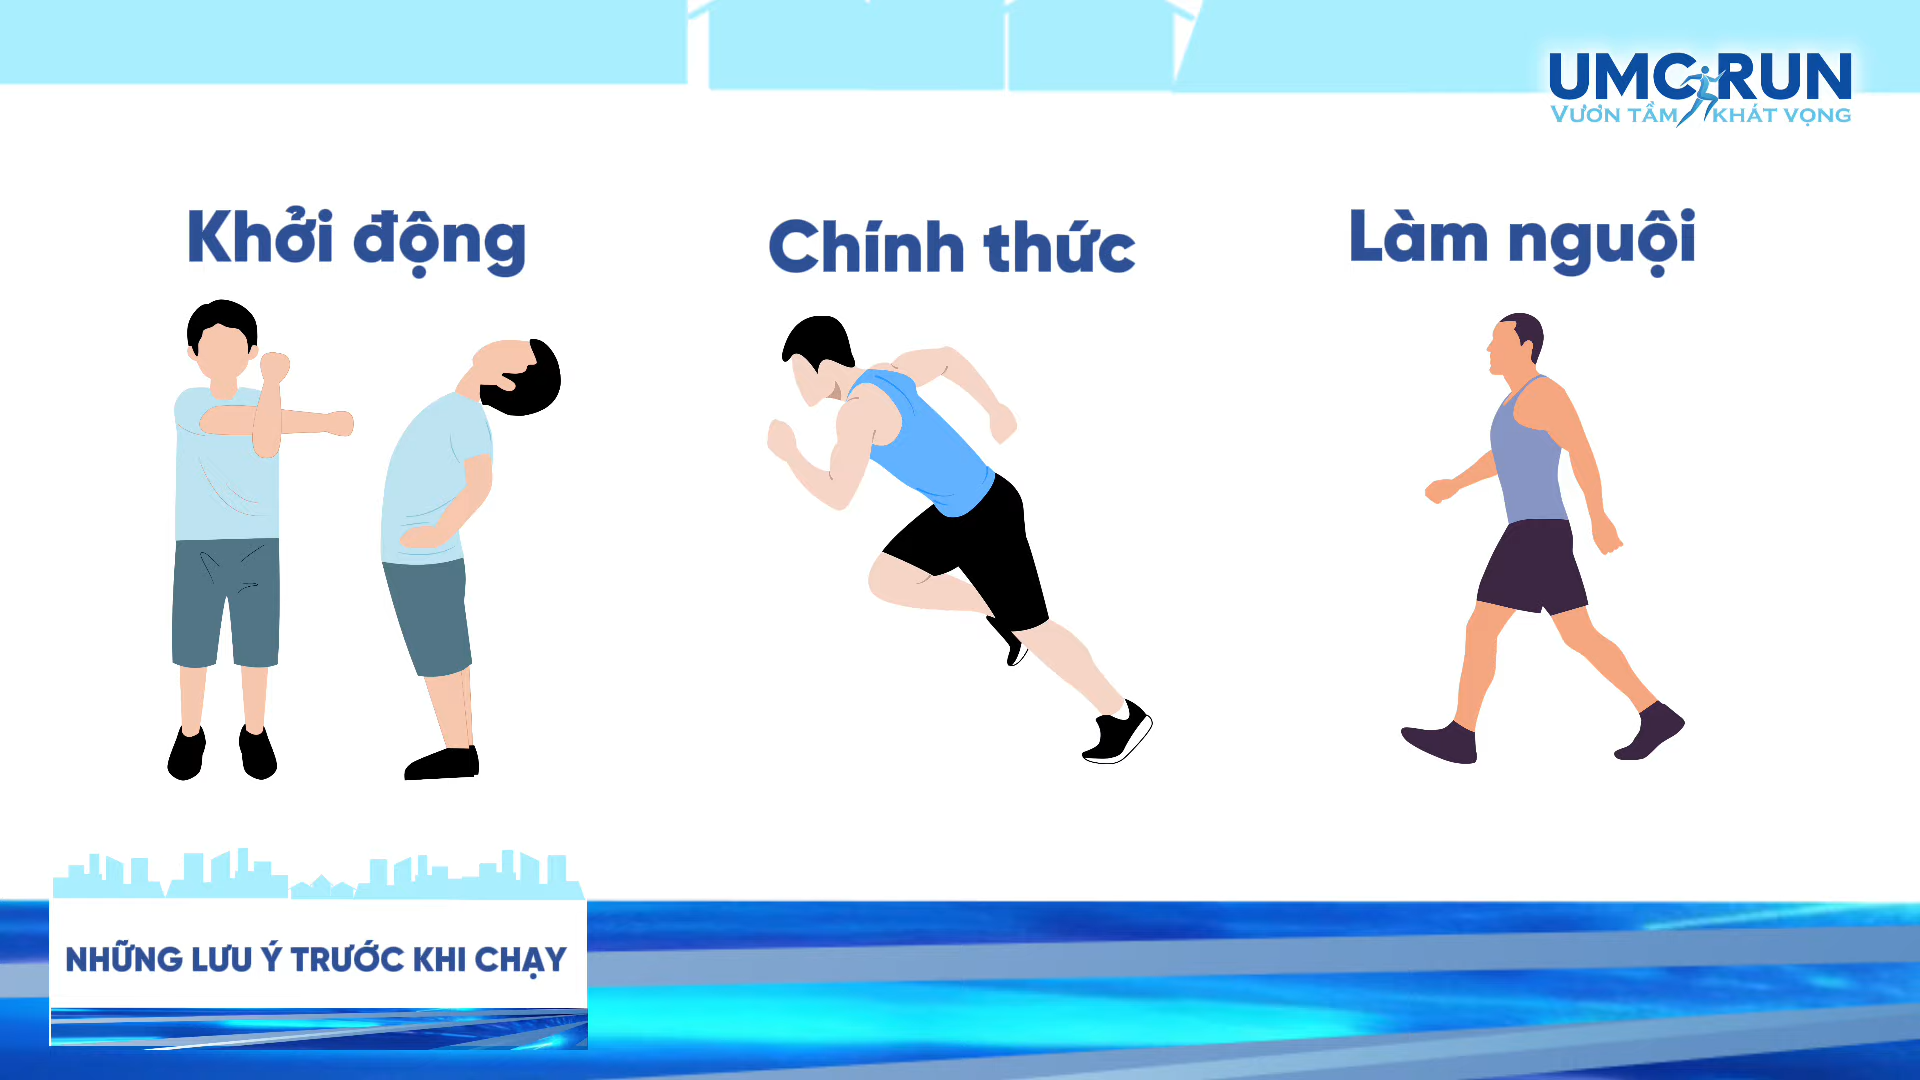 UMC RUN
VƯƠN TẦM KHÁT VỌNG
Khởi động
Chính thức
Làm nguội
NHỮNG LƯU Ý TRƯỚC KHI CHẠY